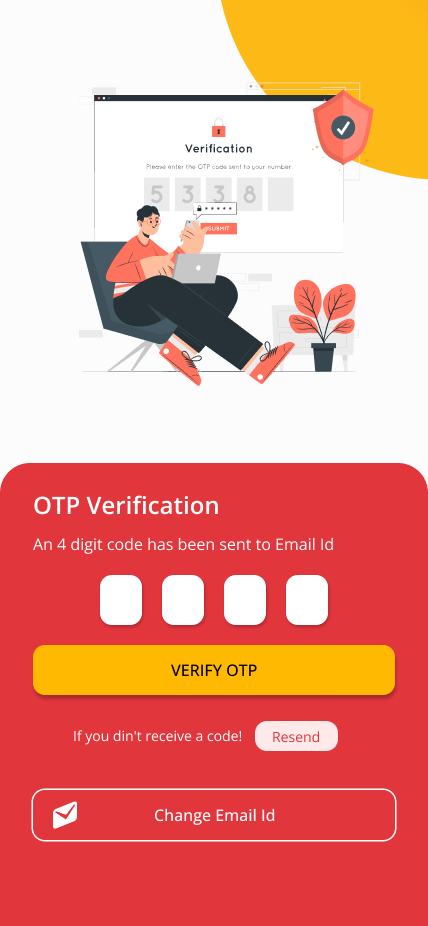 Verification
Please enter the OTP code sent to your number.
5 3 3 8
SUBMIT
OTP Verification
An 4 digit code has been sent to Email Id
VERIFY OTP
If you din't receive a code!
Resend
Change Email Id